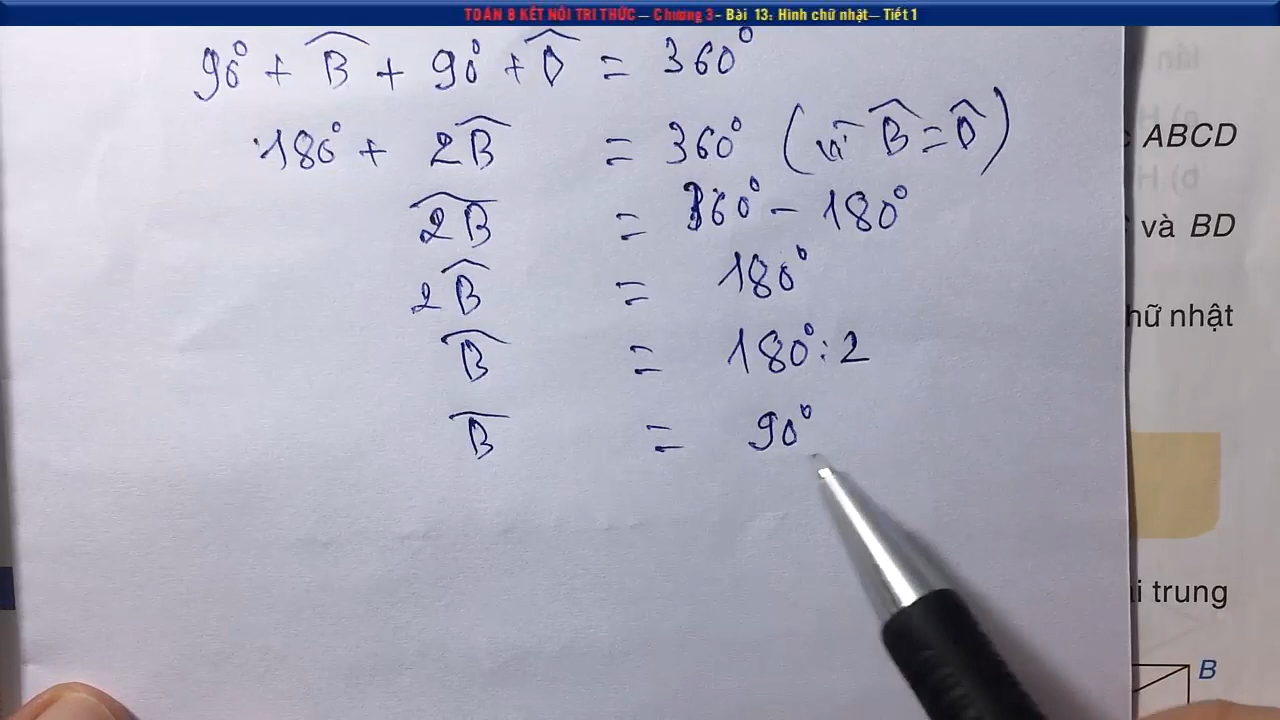 TOÁN 8 KẾT NỐI TRI THỨC – Chương 3- Bài 13: Hình chữ nhật– Tiết 1
90° + B̂ + 90° + D̂ = 360°
180° + 2B̂ = 360° (vì B̂ = D̂)
2B̂ = 360° - 180°
2B̂ = 180°
B̂ = 180° : 2
B̂ = 90°
ABCD
và BD
hữ nhật
trung
B